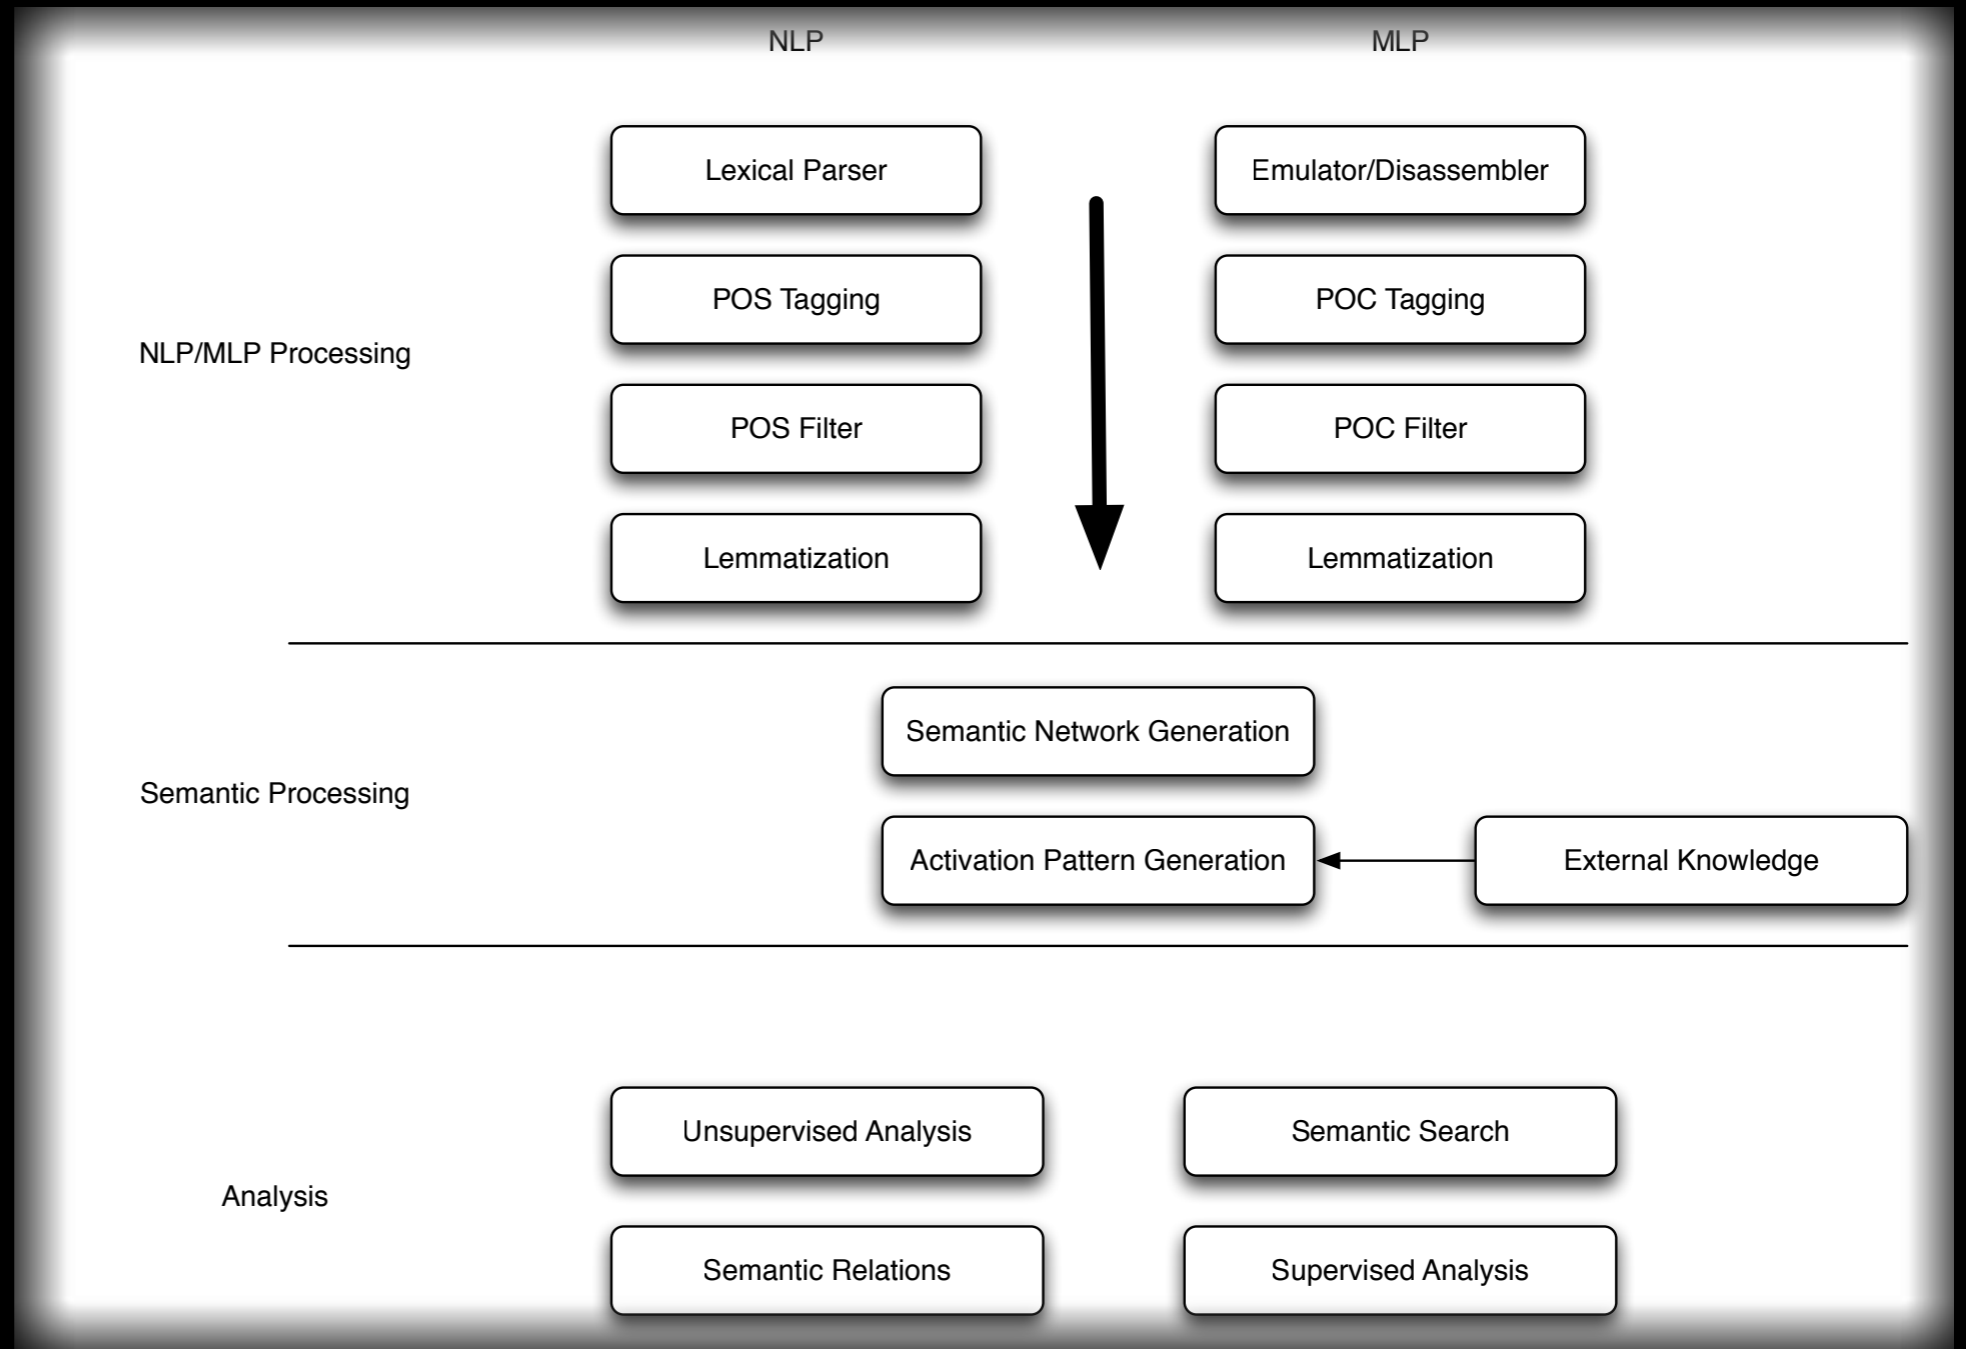 NLP
MLP
Lexical Parser
Emulator/Disassembler
POS Tagging
POC Tagging
NLP/MLP Processing
POS Filter
POC Filter
Lemmatization
Lemmatization
Semantic Network Generation
Semantic Processing
Activation Pattern Generation
External Knowledge
Unsupervised Analysis
Semantic Search
Analysis
Semantic Relations
Supervised Analysis